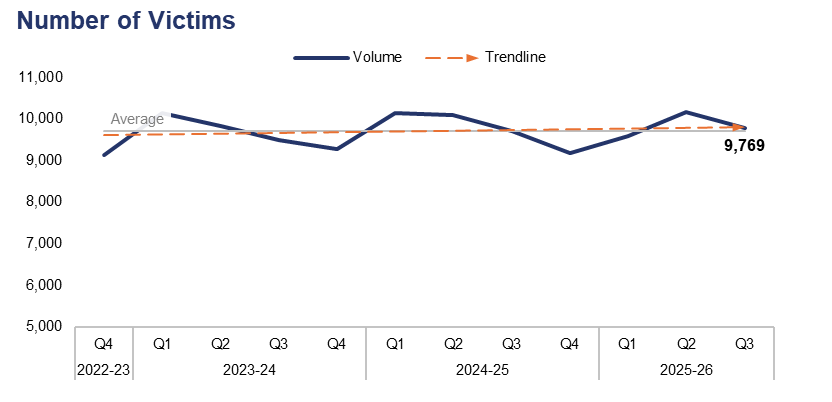 Number of Victims
Volume Trendline
11,000
10,000
9,000
8,000
7,000
6,000
5,000
Average
9,769
Q4 Q1 Q2 Q3 Q4 Q1 Q2 Q3 Q4 Q1 Q2 Q3
2022-23 2023-24 2024-25 2025-26